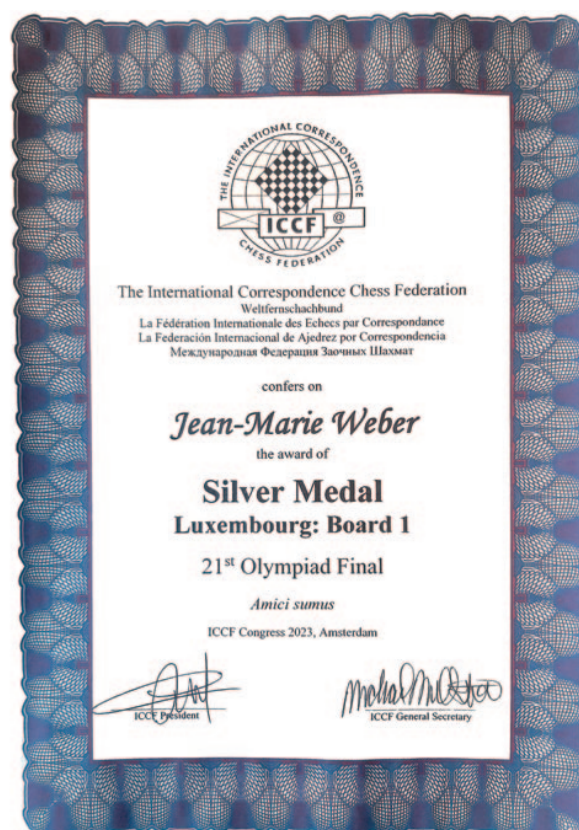 THE INTERNATIONAL CORRESPONDENCE
ICCF
@
CHESS FEDERATION
The International Correspondence Chess Federation
Weltfernschachbund
La Fédération Internationale des Echecs par Correspondance
La Federación Internacional de Ajedrez por Correspondencia
Международная Федерация Заочных Шахмат
confers on
Jean-Marie Weber
the award of
Silver Medal
Luxembourg: Board 1
21st Olympiad Final
Amici sumus
ICCF Congress 2023, Amsterdam
ICCF President
ICCF General Secretary